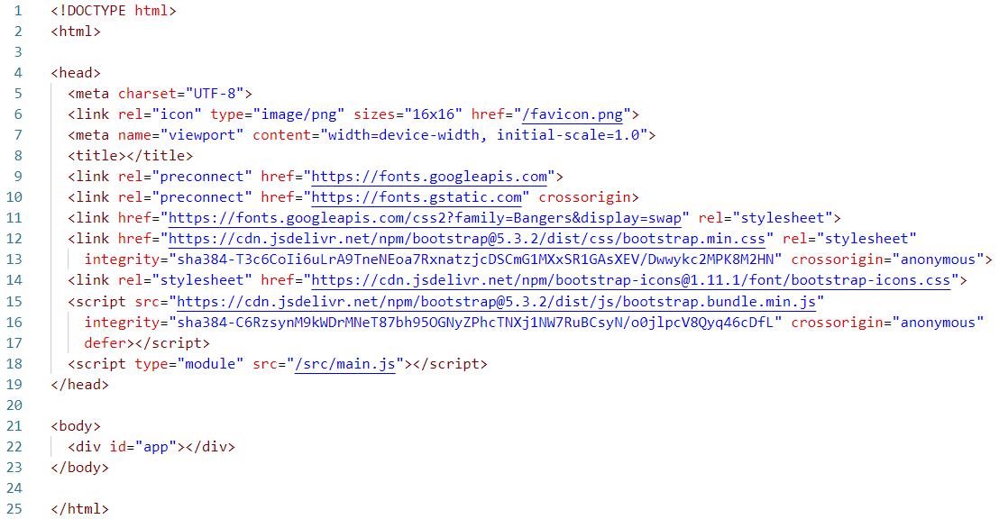 1 <!DOCTYPE html>
2 <html>
3
4 <head>
5 <meta charset="UTF-8">
6 <link rel="icon" type="image/png" sizes="16x16" href="/favicon.png">
7 <meta name="viewport" content="width=device-width, initial-scale=1.0">
8 <title></title>
9 <link rel="preconnect" href="https://fonts.googleapis.com">
10 <link rel="preconnect" href="https://fonts.gstatic.com" crossorigin>
11 <link href="https://fonts.googleapis.com/css2?family=Bangers&display=swap" rel="stylesheet">
12 <link href="https://cdn.jsdelivr.net/npm/bootstrap@5.3.2/dist/css/bootstrap.min.css" rel="stylesheet"
13 integrity="sha384-T3c6CoIi6uLrA9TneNEoa7RxnatzjcDSCmG1MXxSR1GAsXEV/Dwwykc2MPK8M2HN" crossorigin="anonymous">
14 <link rel="stylesheet" href="https://cdn.jsdelivr.net/npm/bootstrap-icons@1.11.1/font/bootstrap-icons.css">
15 <script src="https://cdn.jsdelivr.net/npm/bootstrap@5.3.2/dist/js/bootstrap.bundle.min.js"
16 integrity="sha384-C6RzsynM9kWDrMNeT87bh95OGNyZPhcTNXj1NW7RuBCsyN/o0jlpcV8Qyq46cDfL" crossorigin="anonymous"
17 defer></script>
18 <script type="module" src="/src/main.js"></script>
19 </head>
20
21 <body>
22 <div id="app"></div>
23 </body>
24
25 </html>